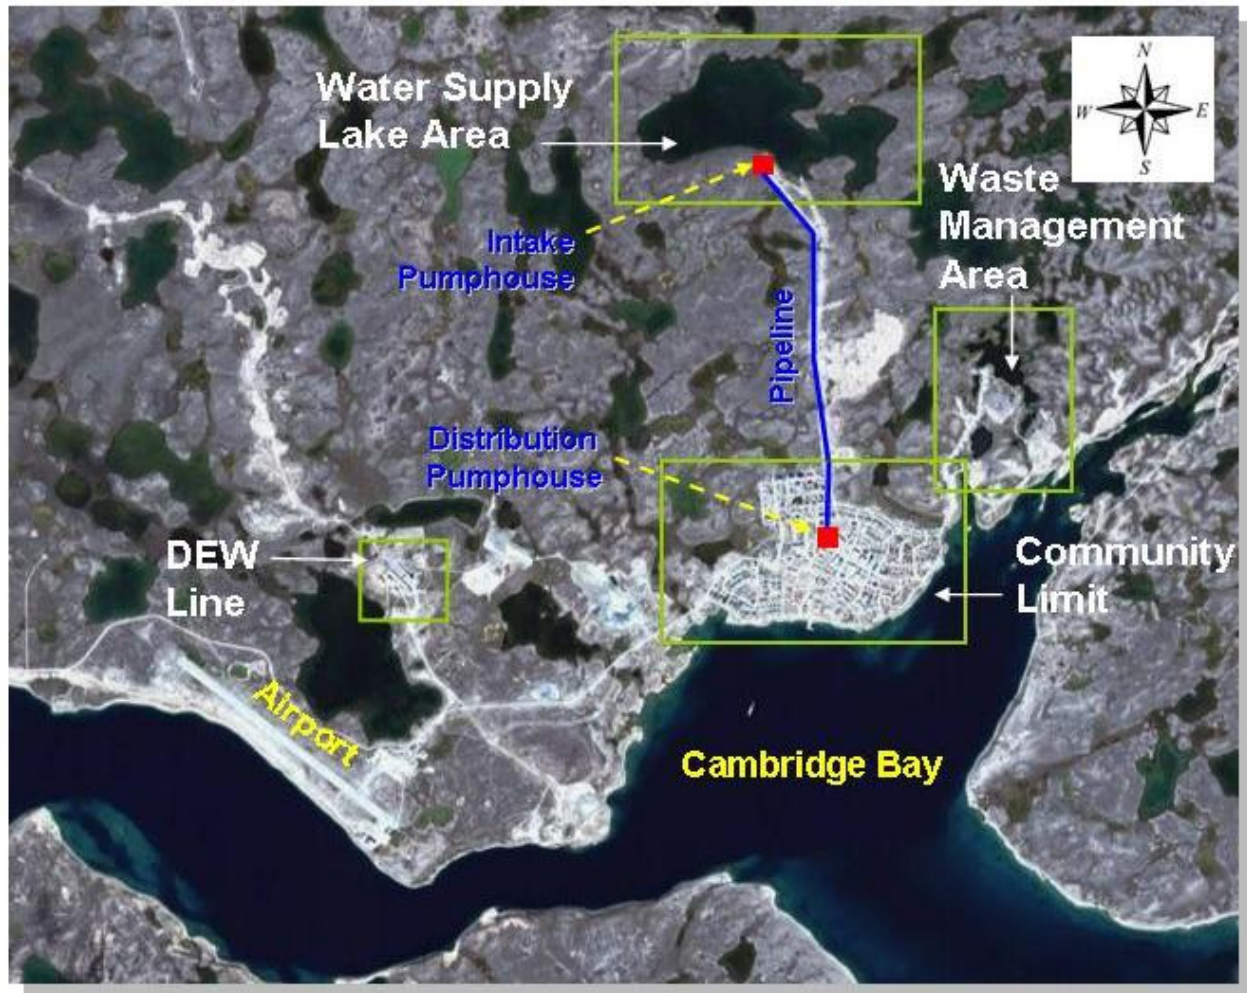 Water Supply
Lake Area
N
W
E
S
Waste
Management
Area
Intake
Pumphouse
Pipeline
Distribution
Pumphouse
DEW
Line
Community
Limit
Airport
Cambridge Bay